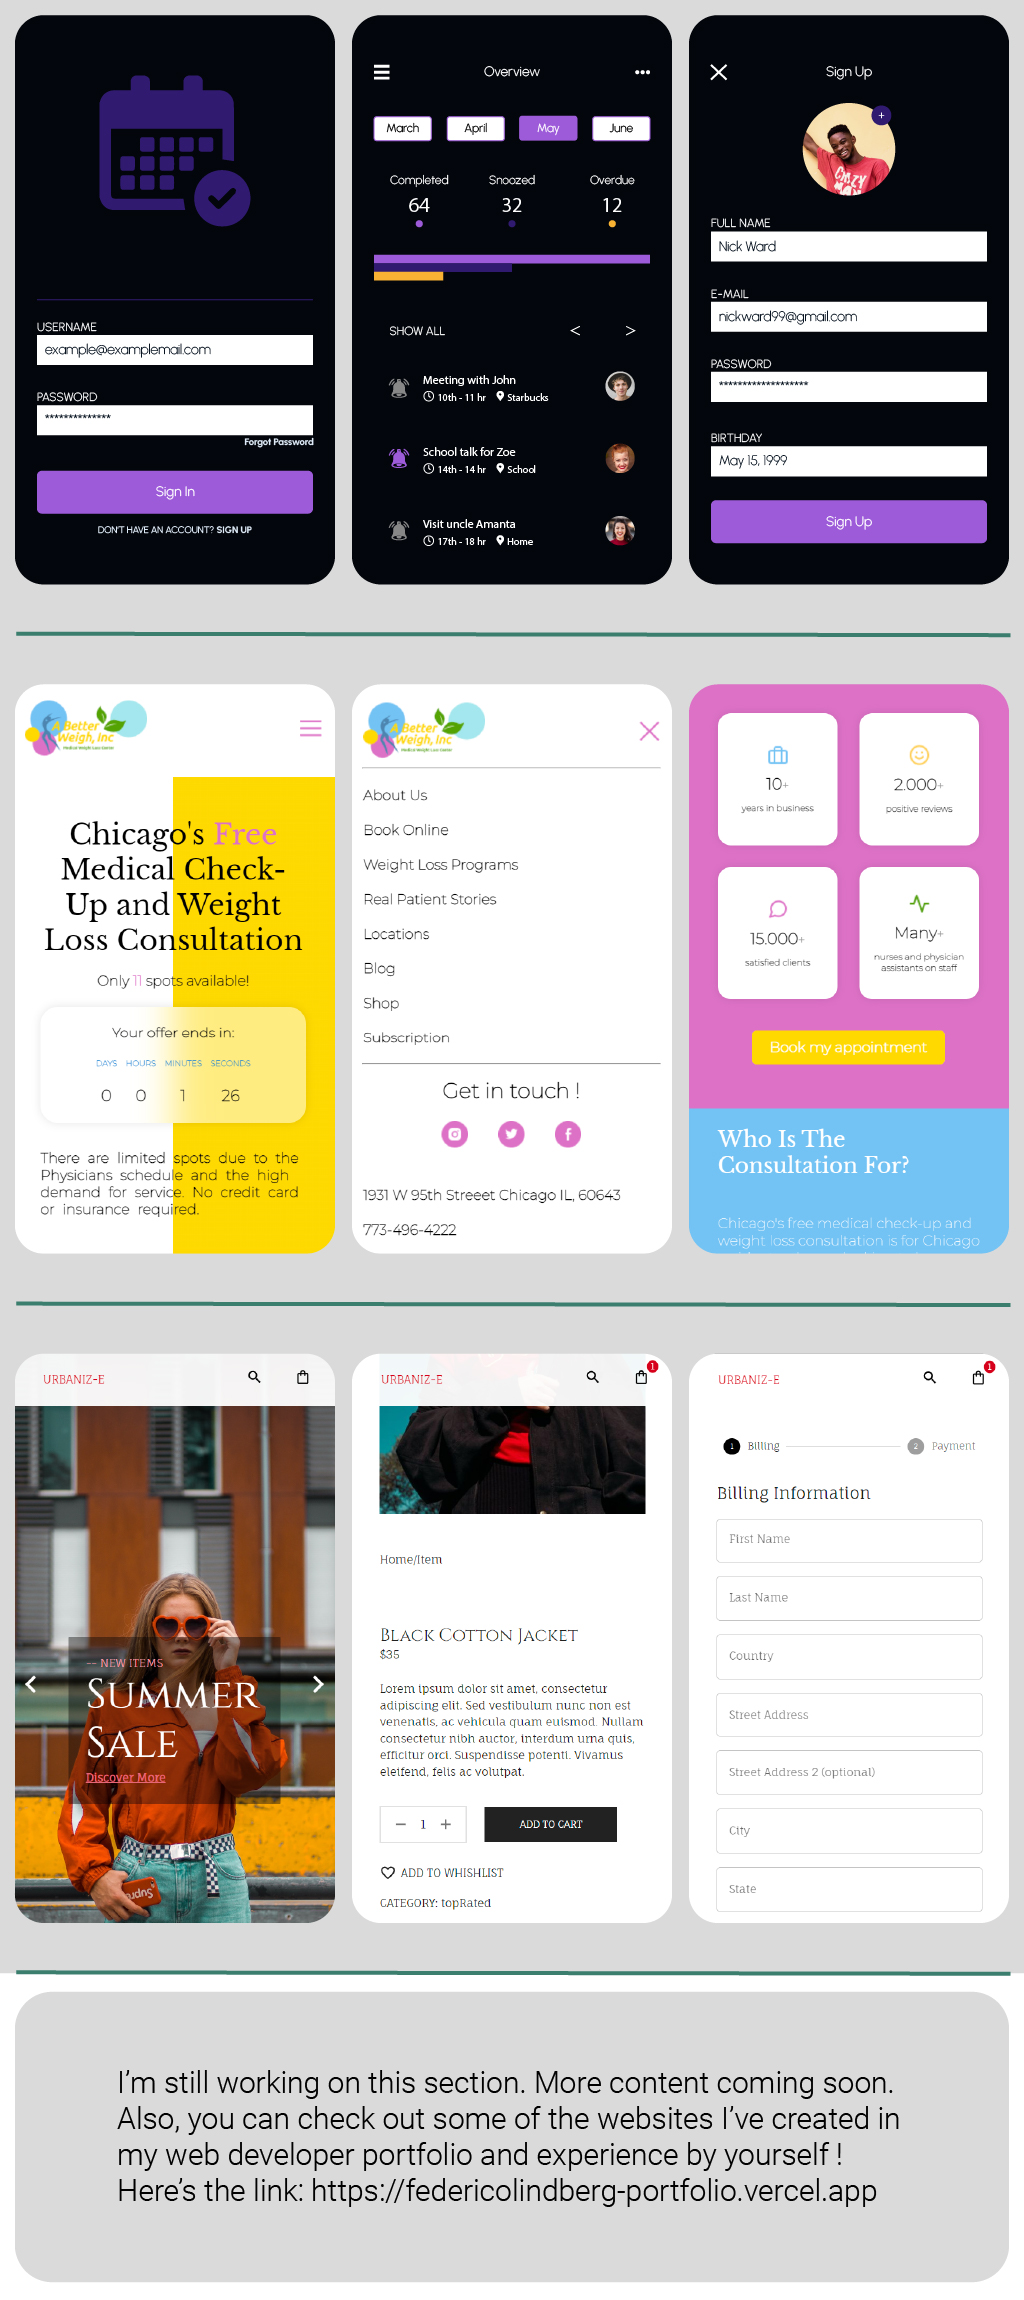 USERNAME
example@examplemail.com
PASSWORD
**************
Forgot Password
Sign In
DON'T HAVE AN ACCOUNT? SIGN UP
Overview
March April May June
Completed Snoozed Overdue
64 32 12
SHOW ALL < >
Meeting with John
10th - 11 hr Starbucks
School talk for Zoe
14th - 14 hr School
Visit uncle Amanta
17th - 18 hr Home
Sign Up
+
CRAZY
FULL NAME
Nick Ward
E-MAIL
nickward99@gmail.com
PASSWORD
*******************
BIRTHDAY
May 15, 1999
Sign Up
A Better
Weigh, Inc
Medical Weight Loss Center
Chicago's Free
Medical Check-
Up and Weight
Loss Consultation
Only 11 spots available!
Your offer ends in:
DAYS HOURS MINUTES SECONDS
0 0 1 26
There are limited spots due to the
Physicians schedule and the high
demand for service. No credit card
or insurance required.
A Better
Weigh, Inc
Medical Weight Loss Center
About Us
Book Online
Weight Loss Programs
Real Patient Stories
Locations
Blog
Shop
Subscription
Get in touch !
1931 W 95th Streeet Chicago IL, 60643
773-496-4222
10+
years in business
2.000+
positive reviews
15.000+
satisfied clients
Many+
nurses and physician
assistants on staff
Book my appointment
Who Is The
Consultation For?
Chicago's free medical check-up and
weight loss consultation is for Chicago
URBANIZ-E
-- NEW ITEMS
SUMMER
SALE
Discover More
URBANIZ-E
1
Home/Item
BLACK COTTON JACKET
$35
Lorem ipsum dolor sit amet, consectetur
adipiscing elit. Sed vestibulum nunc non est
venenatis, ac vehicula quam euismod. Nullam
consectetur nibh auctor, interdum urna quis,
efficitur orci. Suspendisse potenti. Vivamus
eleifend, felis ac volutpat.
− 1 +
ADD TO CART
ADD TO WHISHLIST
CATEGORY: topRated
URBANIZ-E
1
1 Billing
2 Payment
Billing Information
First Name
Last Name
Country
Street Address
Street Address 2 (optional)
City
State
I'm still working on this section. More content coming soon.
Also, you can check out some of the websites I've created in
my web developer portfolio and experience by yourself !
Here's the link: https://federicolindberg-portfolio.vercel.app